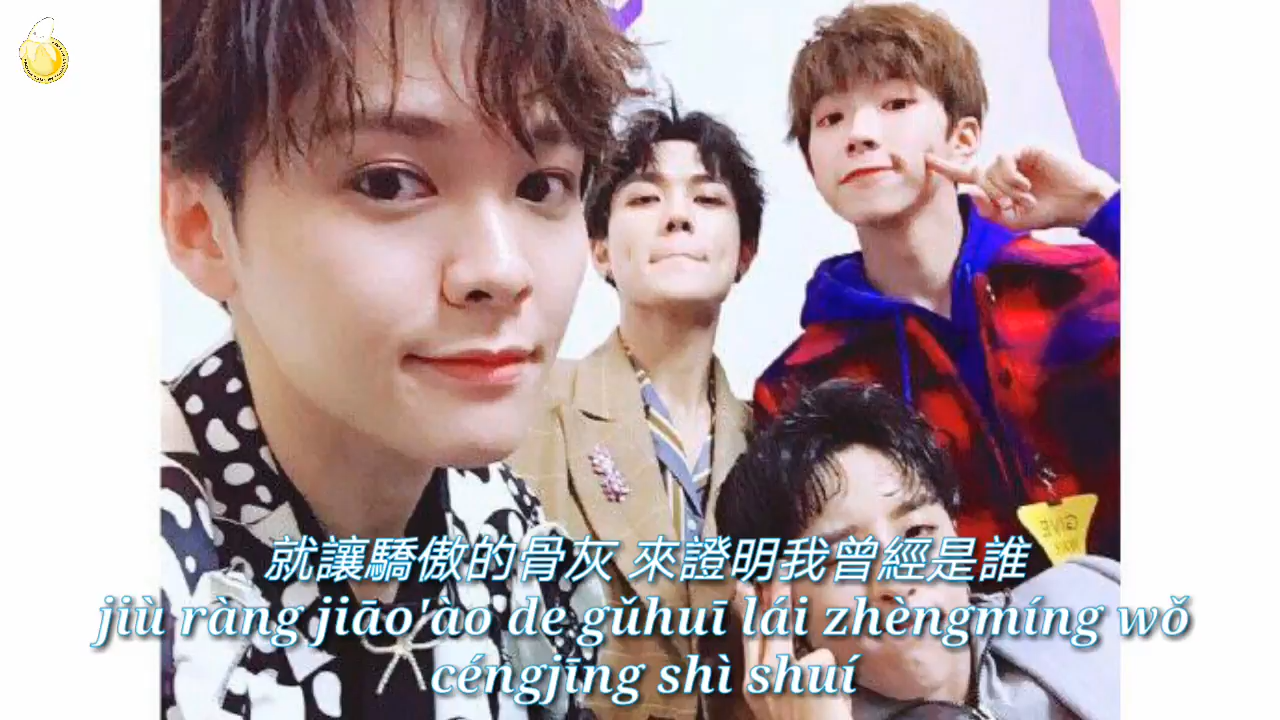 就讓驕傲的骨灰 來證明我曾經是誰
jiù ràng jiāo'ào de gǔhuī lái zhèngmíng wǒ
céngjīng shì shuí